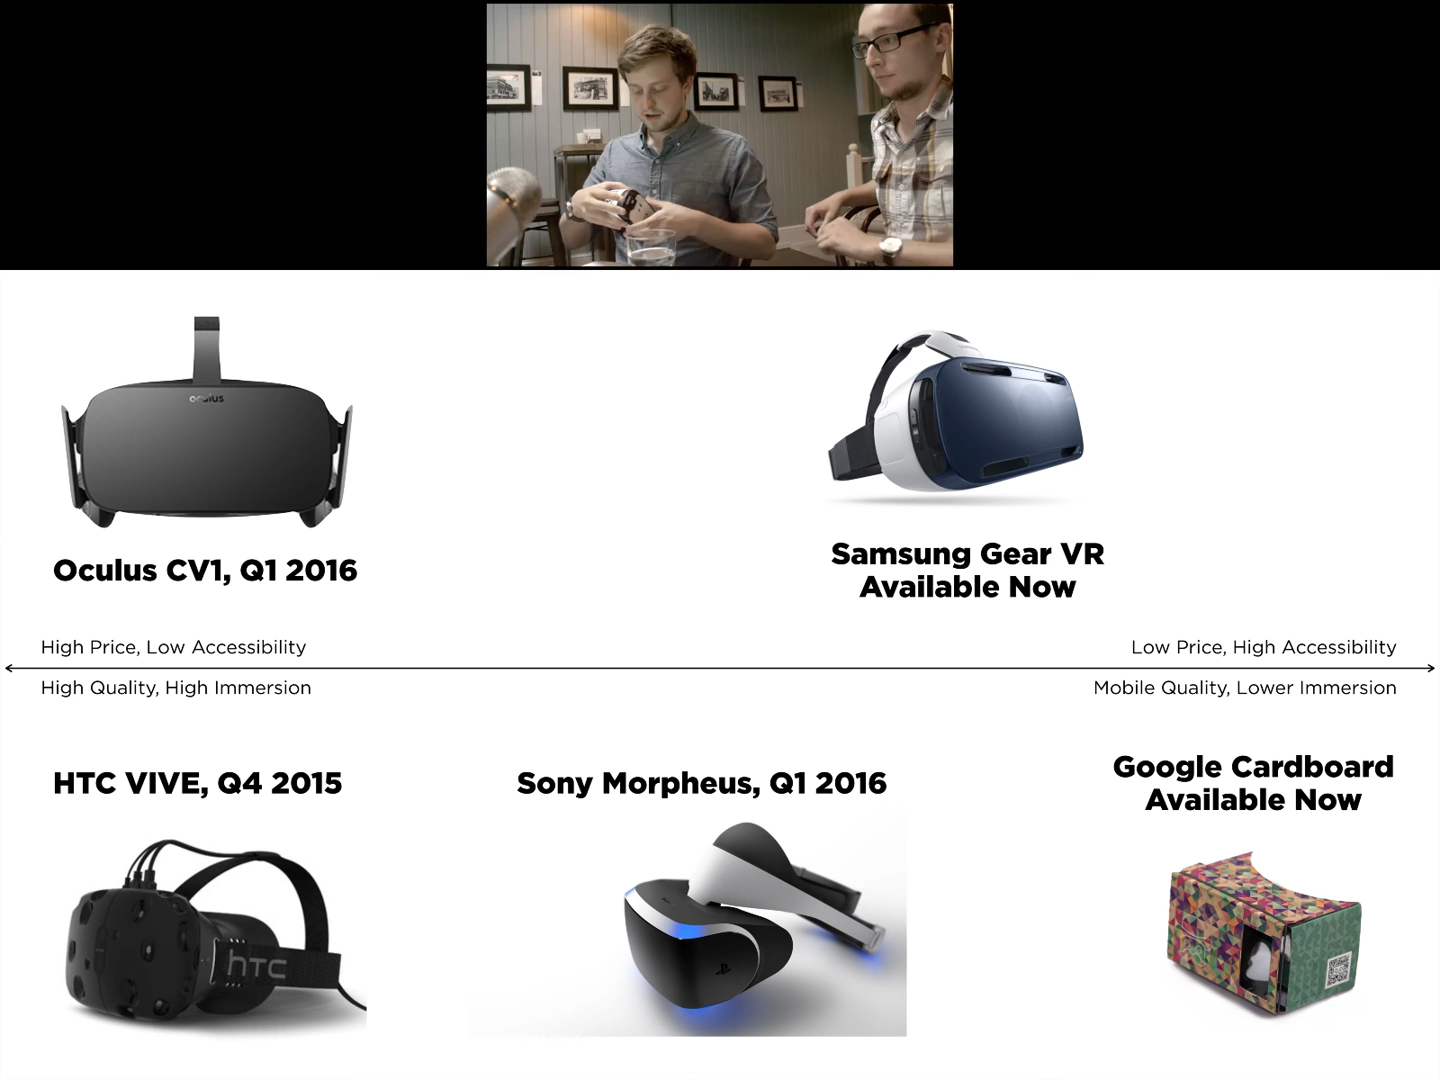 oculus
Oculus CV1, Q1 2016
Samsung Gear VR
Available Now
High Price, Low Accessibility
Low Price, High Accessibility
High Quality, High Immersion
Mobile Quality, Lower Immersion
HTC VIVE, Q4 2015
Sony Morpheus, Q1 2016
Google Cardboard
Available Now
hTC